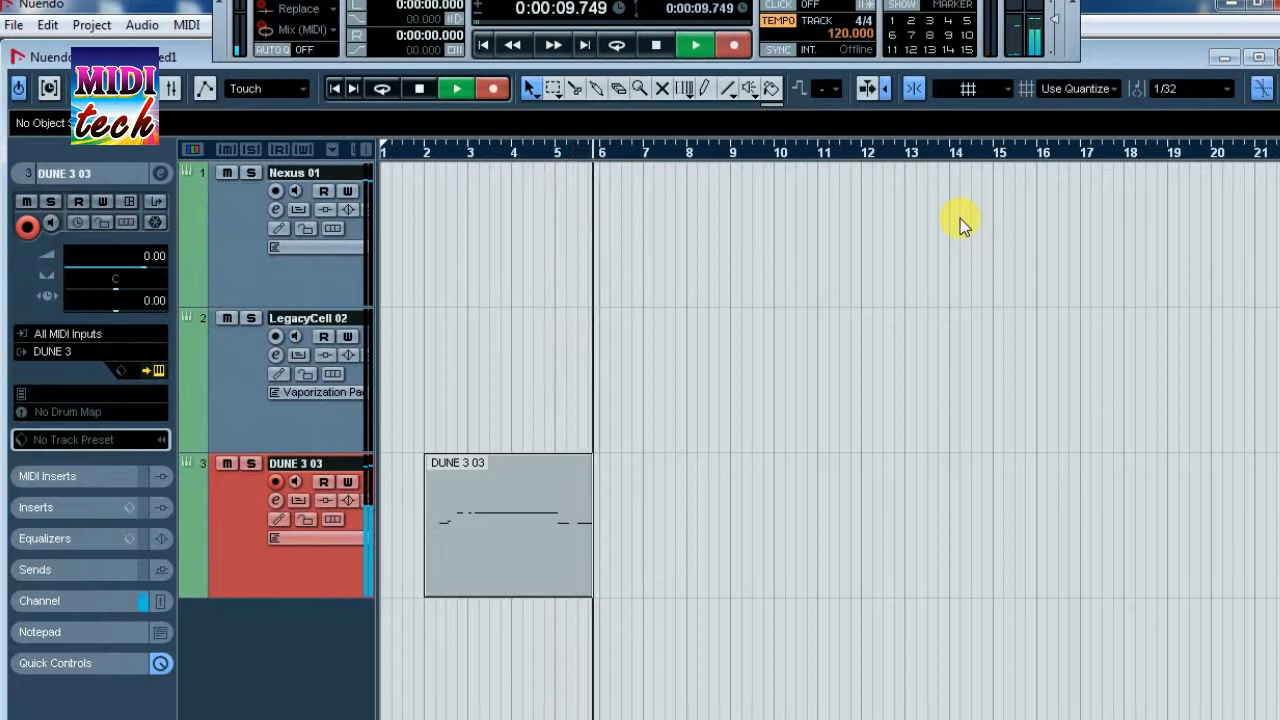 Nuendo
File Edit Project Audio MIDI
Replace
Mix (MIDI)
AUTO Q OFF
0:00:00.000
00.000
0:00:00.000
00.000
0:00:09.749
0:00:09.749
CLICK OFF
TEMPO TRACK 4/4
120.000
SYNC INT. Offline
SHOW MARKER
1 2 3 4 5
6 7 8 9 10
11 12 13 14 15
MIDI
tech
Touch
Use Quantize
1/32
1 2 3 4 5 6 7 8 9 10 11 12 13 14 15 16 17 18 19 20 21
3 DUNE 3 03
M S R W
0.00
C
0.00
All MIDI Inputs
DUNE 3
No Drum Map
No Track Preset
MIDI Inserts
Inserts
Equalizers
Sends
Channel
Notepad
Quick Controls
M S R W
1 M S Nexus 01
R W
2 M S LegacyCell 02
R W
Vaporization
3 M S DUNE 3 03
R W
DUNE 3 03